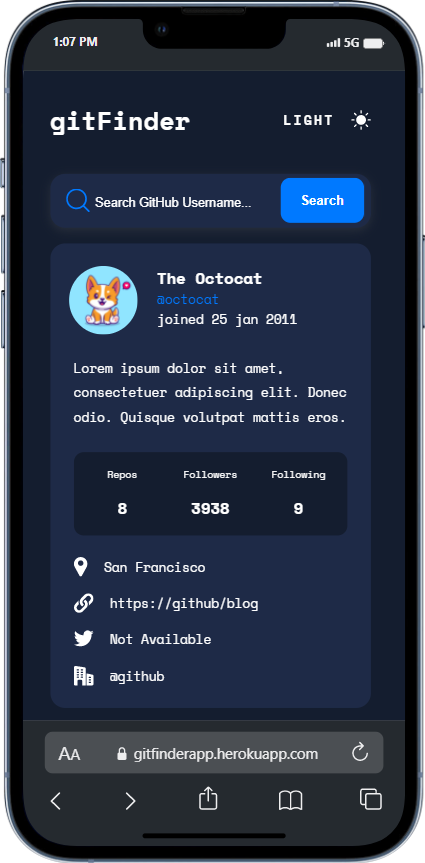 1:07 PM
5G
gitFinder
LIGHT
Search GitHub Username...
Search
The Octocat
@octocat
joined 25 jan 2011
Lorem ipsum dolor sit amet,
consectetuer adipiscing elit. Donec
odio. Quisque volutpat mattis eros.
Repos Followers Following
8 3938 9
San Francisco
https://github/blog
Not Available
@github
AA gitfinderapp.herokuapp.com